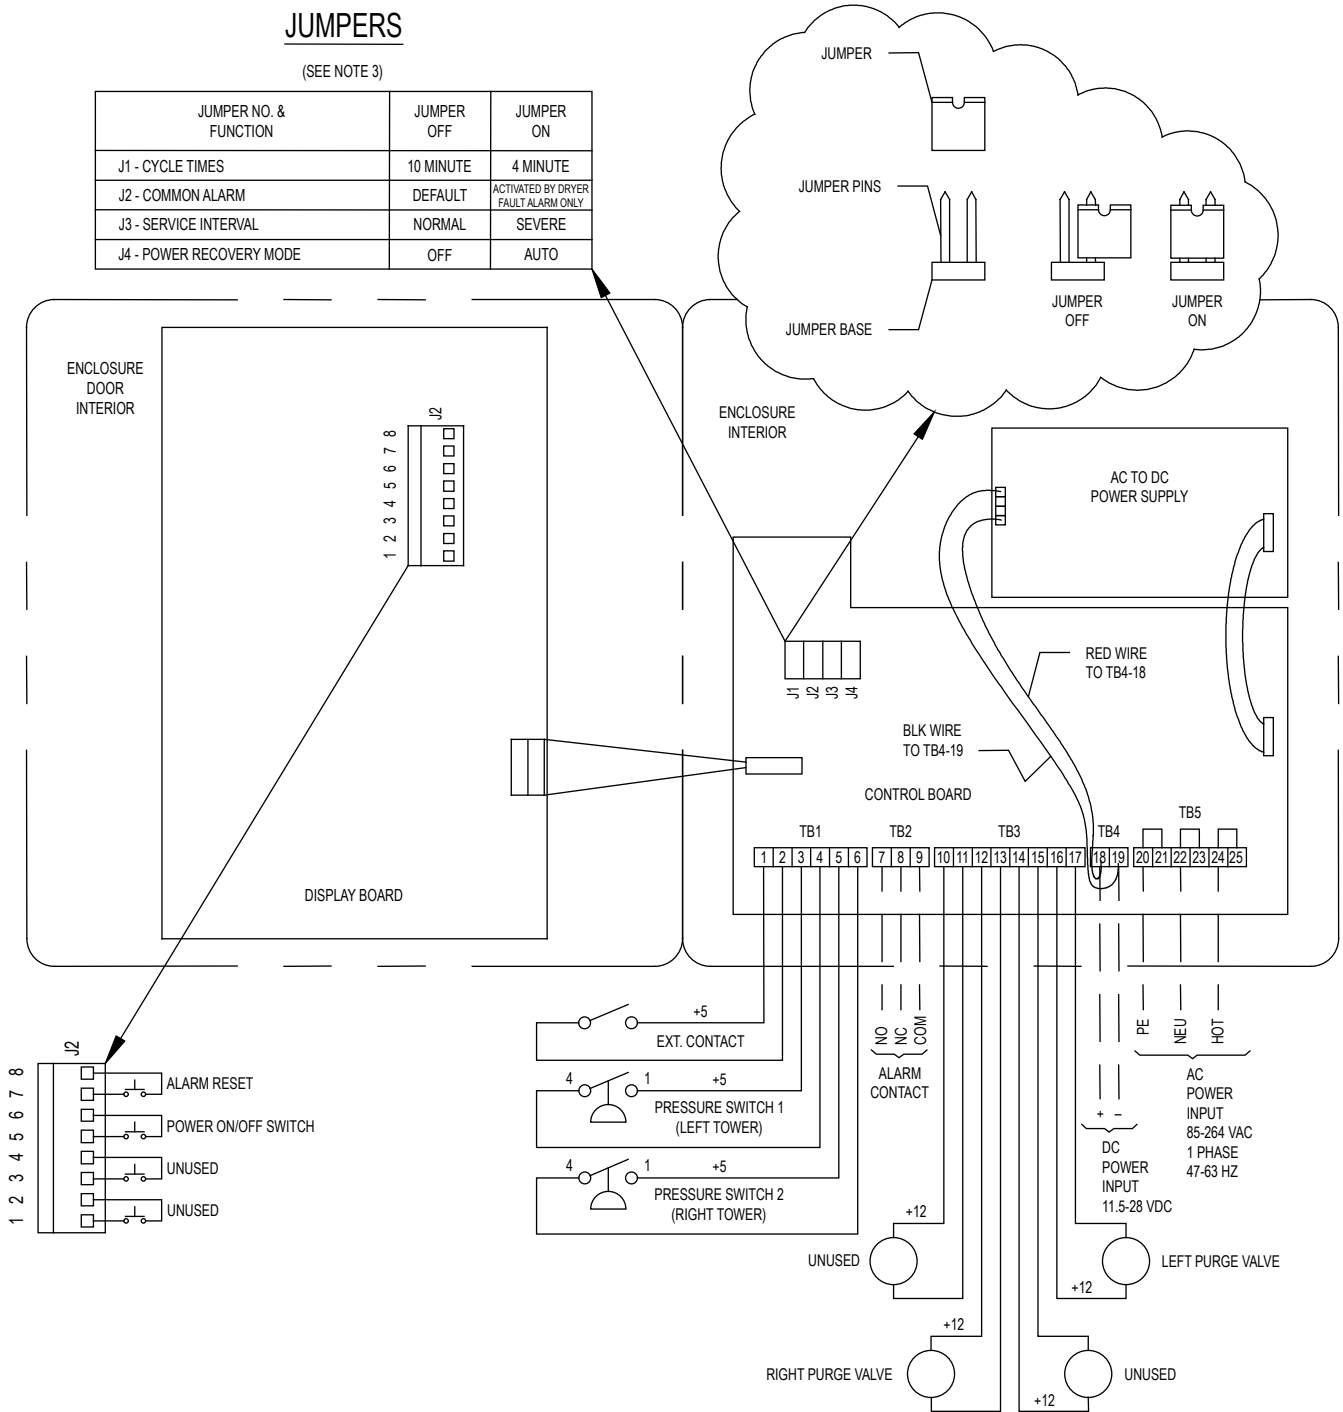 JUMPERS
(SEE NOTE 3)
JUMPER NO. &
FUNCTION
JUMPER
OFF
JUMPER
ON
J1 - CYCLE TIMES
10 MINUTE
4 MINUTE
J2 - COMMON ALARM
DEFAULT
ACTIVATED BY DRYER
FAULT ALARM ONLY
J3 - SERVICE INTERVAL
NORMAL
SEVERE
J4 - POWER RECOVERY MODE
OFF
AUTO
JUMPER
JUMPER PINS
JUMPER BASE
JUMPER
OFF
JUMPER
ON
ENCLOSURE
DOOR
INTERIOR
J2
1 2 3 4 5 6 7 8
DISPLAY BOARD
ENCLOSURE
INTERIOR
AC TO DC
POWER SUPPLY
RED WIRE
TO TB4-18
J1
J2
J3
J4
BLK WIRE
TO TB4-19
CONTROL BOARD
TB1
TB2
TB3
TB4
TB5
1 2 3 4 5 6
7 8 9
10 11 12 13 14 15 16 17
18 19
20 21 22 23 24 25
+5
EXT. CONTACT
4
1
+5
PRESSURE SWITCH 1
(LEFT TOWER)
4
1
+5
PRESSURE SWITCH 2
(RIGHT TOWER)
NO
NC
COM
ALARM
CONTACT
+ –
DC
POWER
INPUT
11.5-28 VDC
PE
NEU
HOT
AC
POWER
INPUT
85-264 VAC
1 PHASE
47-63 HZ
J2
1 2 3 4 5 6 7 8
ALARM RESET
POWER ON/OFF SWITCH
UNUSED
UNUSED
+12
UNUSED
+12
LEFT PURGE VALVE
+12
RIGHT PURGE VALVE
+12
UNUSED